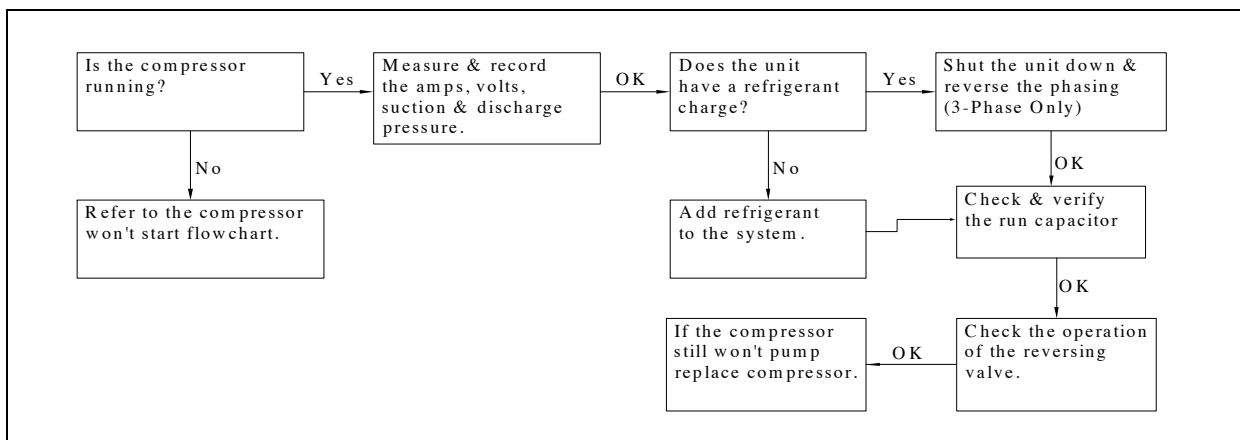 Is the compressor
running?
Yes
Measure & record
the amps, volts,
suction & discharge
pressure.
OK
Does the unit
have a refrigerant
charge?
Yes
Shut the unit down &
reverse the phasing
(3-Phase Only)
No
No
OK
Refer to the compressor
won't start flowchart.
Add refrigerant
to the system.
Check & verify
the run capacitor
OK
If the compressor
still won't pump
replace compressor.
OK
Check the operation
of the reversing
valve.